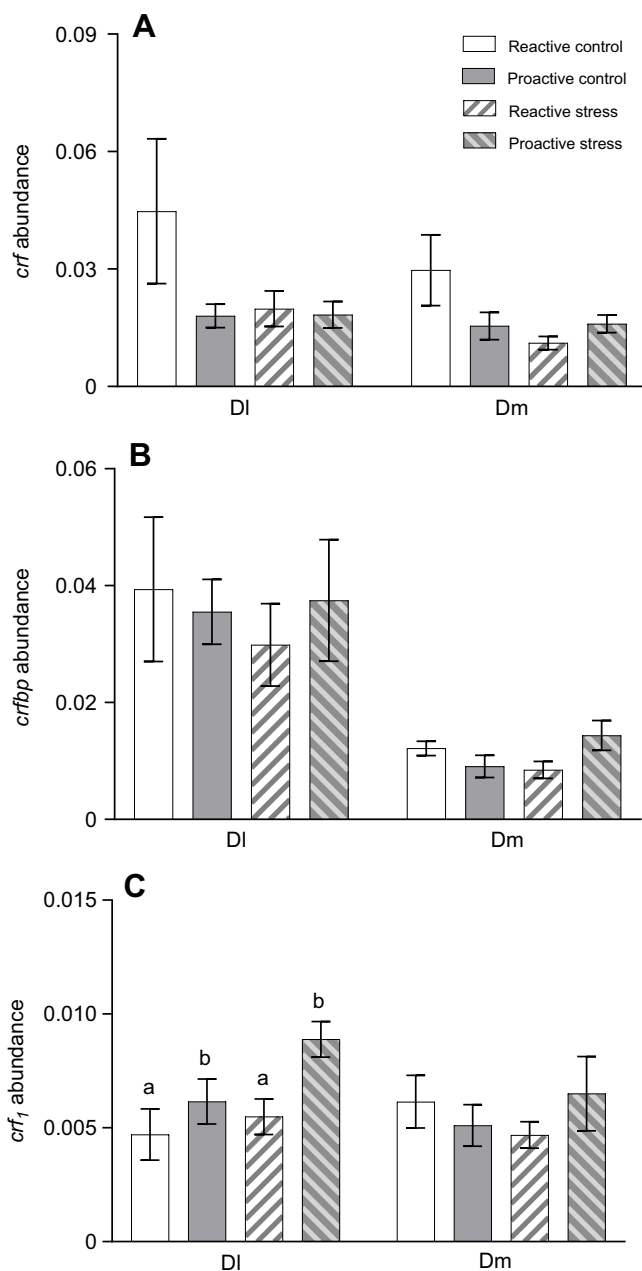 A
0.09
0.06
0.03
0
crf abundance
Reactive control
Proactive control
Reactive stress
Proactive stress
Dl Dm
B
0.06
0.04
0.02
0
crfbp abundance
Dl Dm
C
0.015
0.010
0.005
0
crf1 abundance
a b a b
Dl Dm